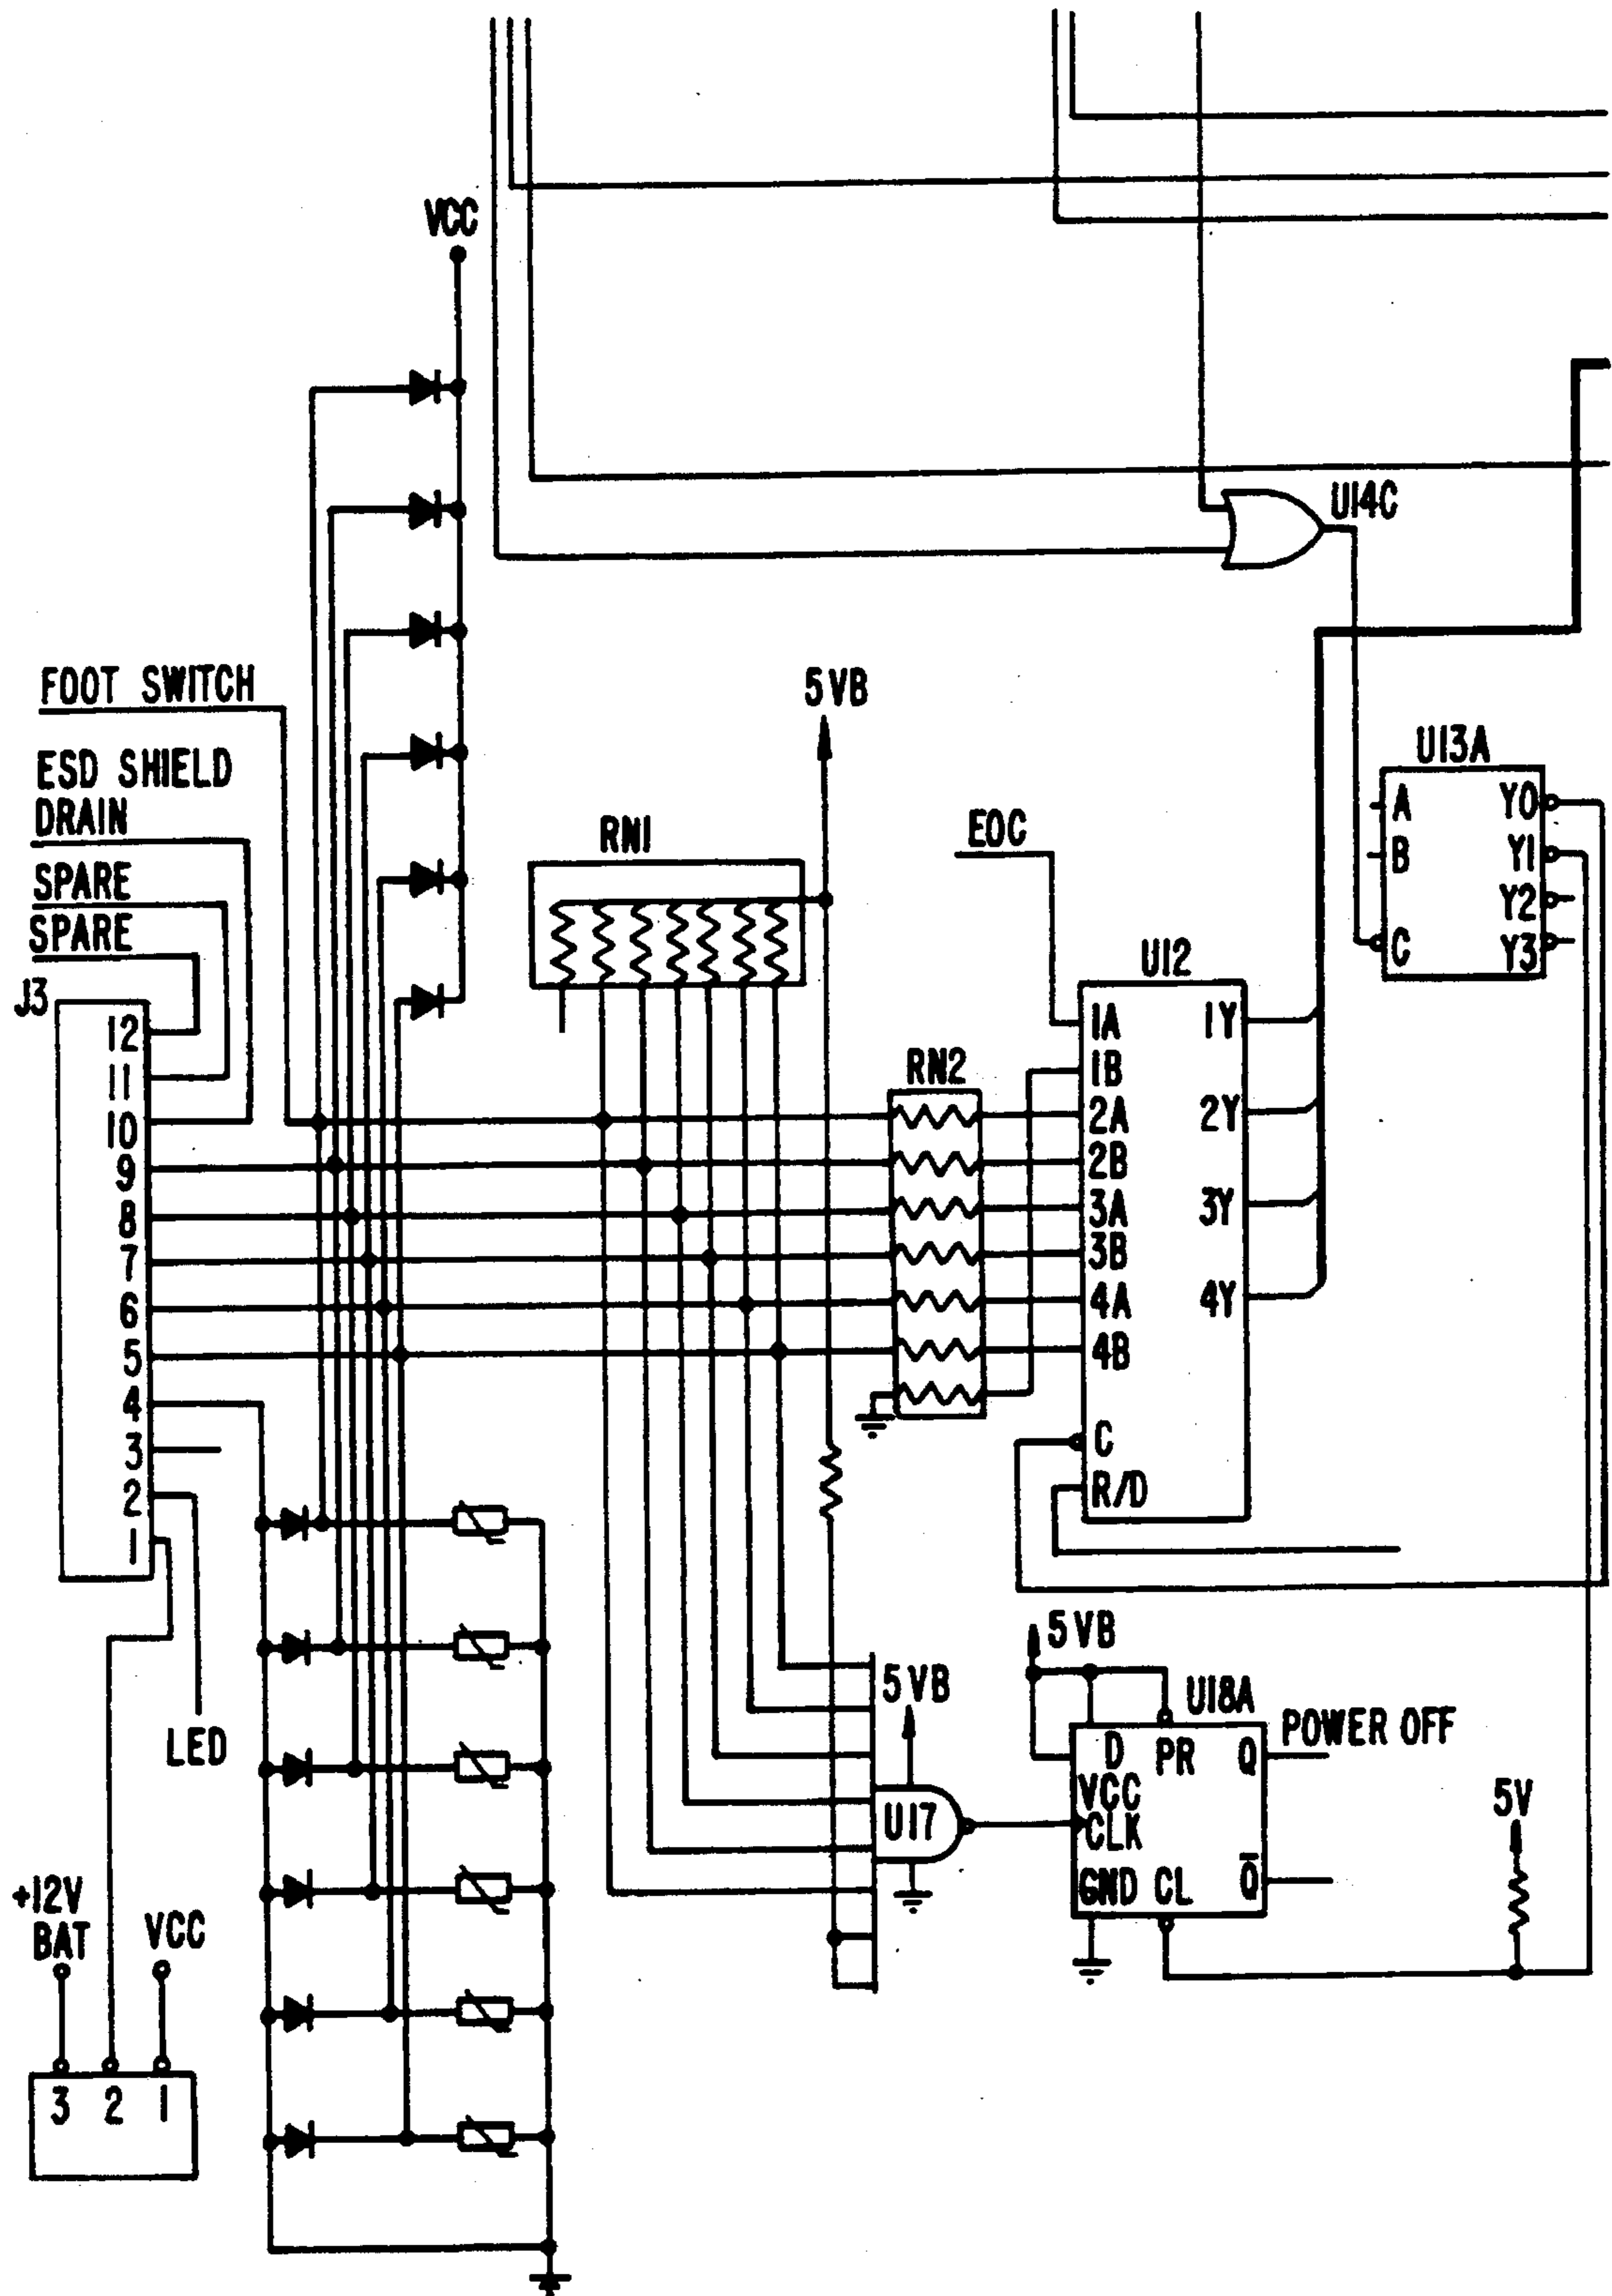 VCC
U14C
FOOT SWITCH
5VB
ESD SHIELD
DRAIN
U13A
A
Y0
RN1
EOC
B
Y1
SPARE
Y2
SPARE
C
Y3
U12
J3
12
1A
1Y
11
RN2
1B
10
2A
2Y
9
2B
8
3A
3Y
7
3B
6
4A
4Y
5
4B
4
C
3
2
R/D
1
5VB
5VB
U18A
LED
POWER OFF
D
PR
Q
VCC
5V
U17
CLK
+12V
BAT
VCC
GND
CL
Q̅
3
2
1